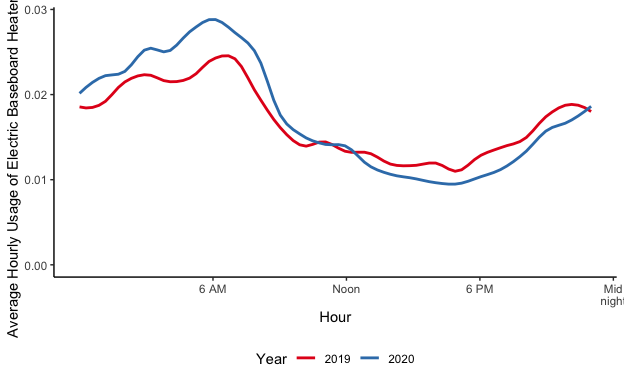 Average Hourly Usage of Electric Baseboard Heater
0.03
0.02
0.01
0.00
6 AM
Noon
6 PM
Mid
night
Hour
Year
2019
2020